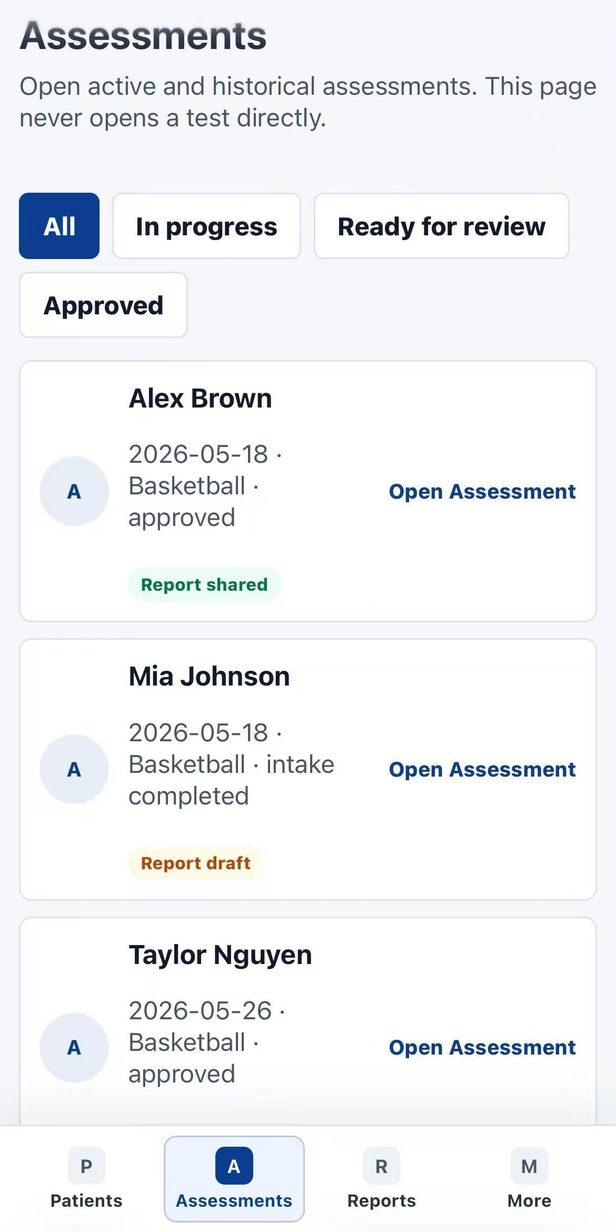 Assessments
Open active and historical assessments. This page
never opens a test directly.
All
In progress
Ready for review
Approved
Alex Brown
A
2026-05-18 ·
Basketball ·
approved
Open Assessment
Report shared
Mia Johnson
A
2026-05-18 ·
Basketball · intake
completed
Open Assessment
Report draft
Taylor Nguyen
A
2026-05-26 ·
Basketball ·
approved
Open Assessment
P
A
R
M
Patients
Assessments
Reports
More